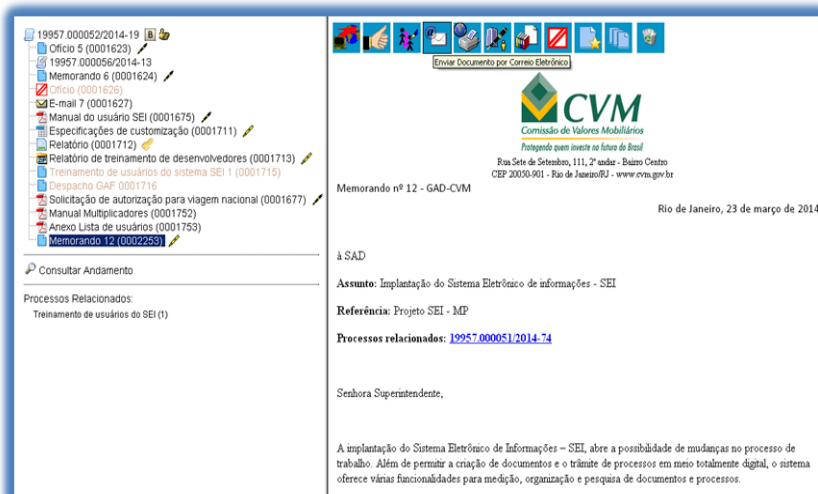 19957.000052/2014-19
Ofício 5 (0001623)
19957.000056/2014-13
Memorando 6 (0001624)
Ofício (0001626)
E-mail 7 (0001627)
Manual do usuário SEI (0001675)
Especificações de customização (0001711)
Relatório (0001712)
Relatório de treinamento de desenvolvedores (0001713)
Treinamento de usuários do sistema SEI 1 (0001715)
Despacho GAF 0001716
Solicitação de autorização para viagem nacional (0001677)
Manual Multiplicadores (0001752)
Anexo Lista de usuários (0001753)
Memorando 12 (0002253)
Consultar Andamento
Processos Relacionados:
Treinamento de usuários do SEI (1)
Enviar Documento por Correio Eletrônico
CVM
Comissão de Valores Mobiliários
Protegendo quem investe no futuro do Brasil
Rua Sete de Setembro, 111, 2º andar - Bairro Centro
CEP 20050-901 - Rio de Janeiro/RJ - www.cvm.gov.br
Memorando nº 12 - GAD-CVM
Rio de Janeiro, 23 de março de 2014
à SAD
Assunto: Implantação do Sistema Eletrônico de informações - SEI
Referência: Projeto SEI - MP
Processos relacionados: 19957.000051/2014-74
Senhora Superintendente,
A implantação do Sistema Eletrônico de Informações – SEI, abre a possibilidade de mudanças no processo de
trabalho. Além de permitir a criação de documentos e o trâmite de processos em meio totalmente digital, o sistema
oferece várias funcionalidades para medição, organização e pesquisa de documentos e processos.